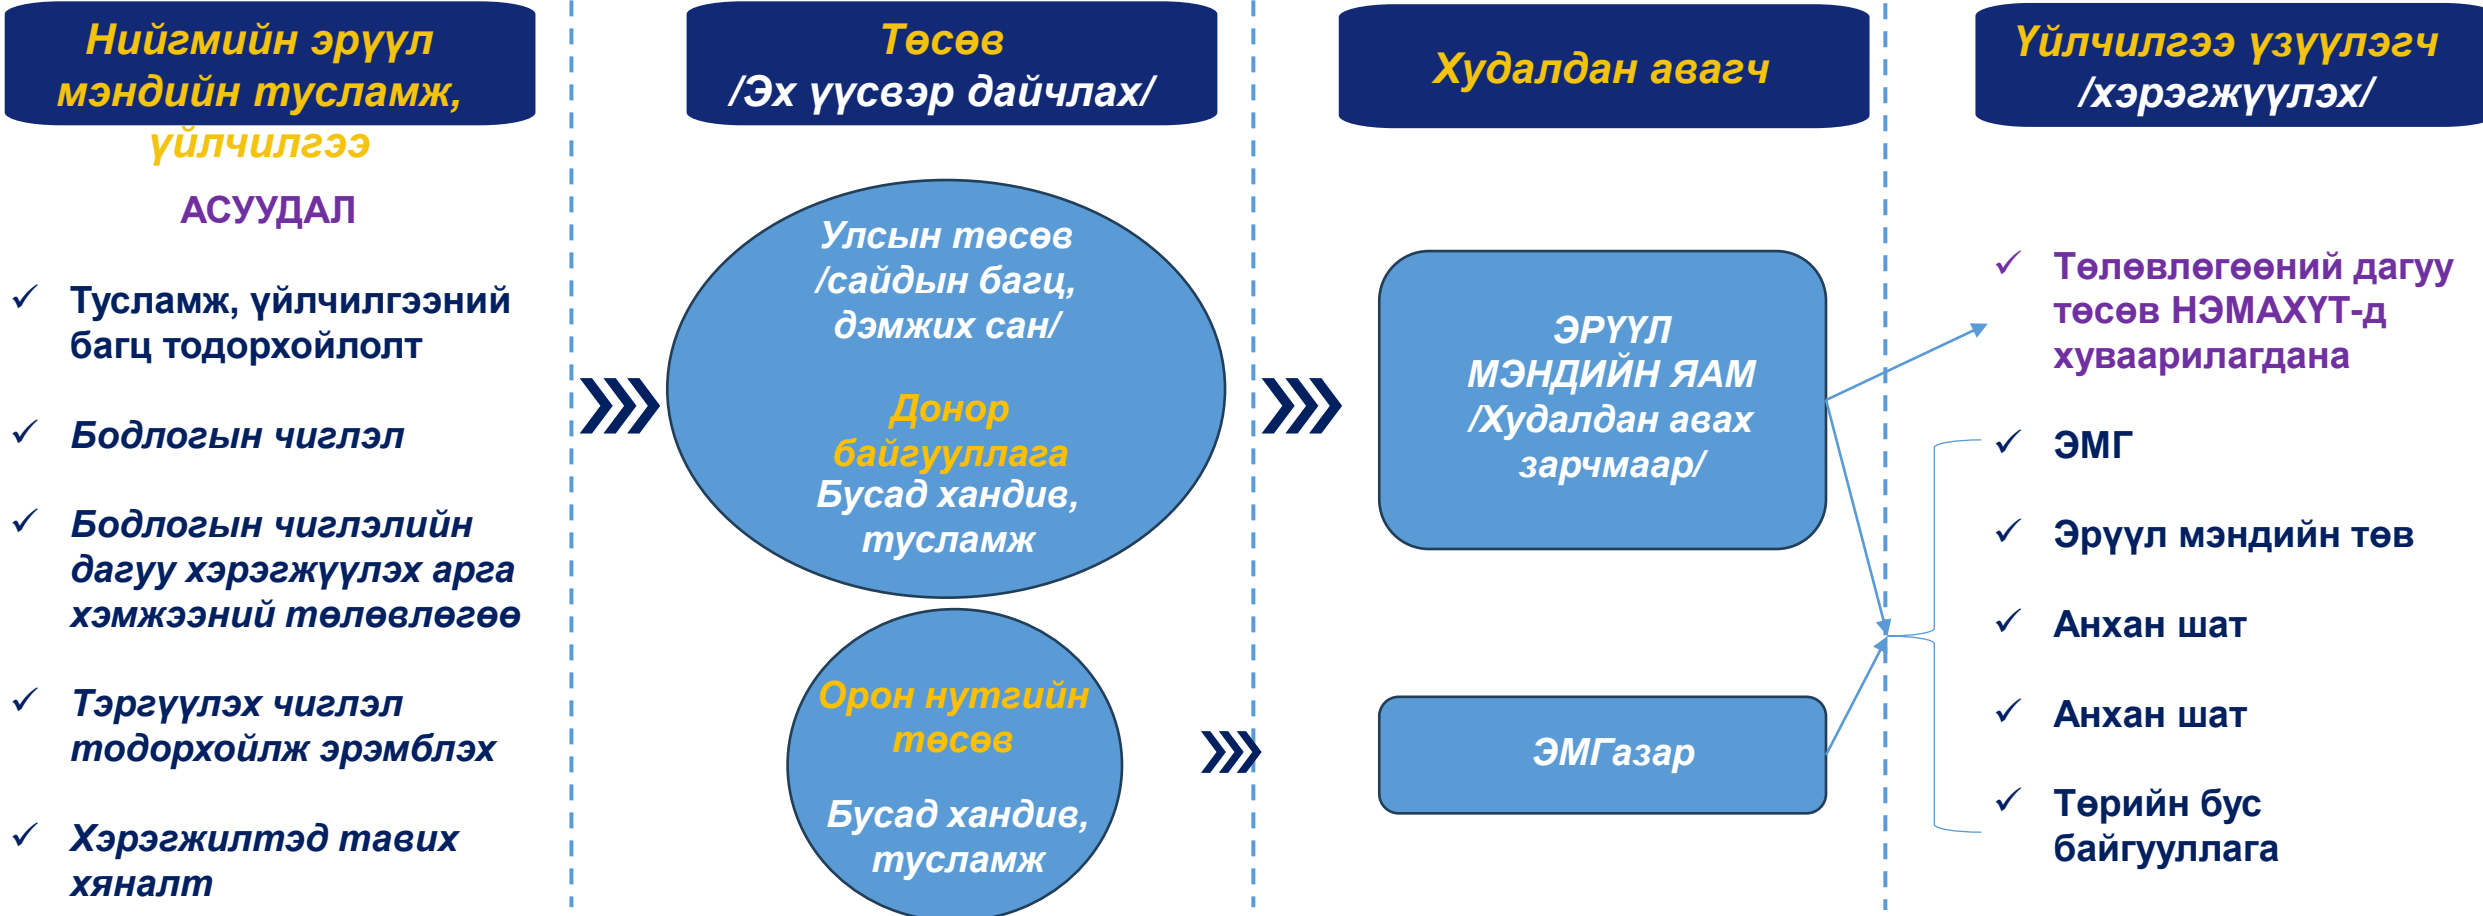 Нийгмийн эрүүл
мэндийн тусламж,
үйлчилгээ
АСУУДАЛ
✓ Тусламж, үйлчилгээний
багц тодорхойлолт
✓ Бодлогын чиглэл
✓ Бодлогын чиглэлийн
дагуу хэрэгжүүлэх арга
хэмжээний төлөвлөгөө
✓ Тэргүүлэх чиглэл
тодорхойлж эрэмблэх
✓ Хэрэгжилтэд тавих
хяналт
Төсөв
/Эх үүсвэр дайчлах/
Улсын төсөв
/сайдын багц,
дэмжих сан/
Донор
байгууллага
Бусад хандив,
тусламж
Орон нутгийн
төсөв
Бусад хандив,
тусламж
Худалдан авагч
ЭРҮҮЛ
МЭНДИЙН ЯАМ
/Худалдан авах
зарчмаар/
ЭМГазар
Үйлчилгээ үзүүлэгч
/хэрэгжүүлэх/
✓ Төлөвлөгөөний дагуу
төсөв НЭМАХҮТ-д
хуваарилагдана
✓ ЭМГ
✓ Эрүүл мэндийн төв
✓ Анхан шат
✓ Анхан шат
✓ Төрийн бус
байгууллага